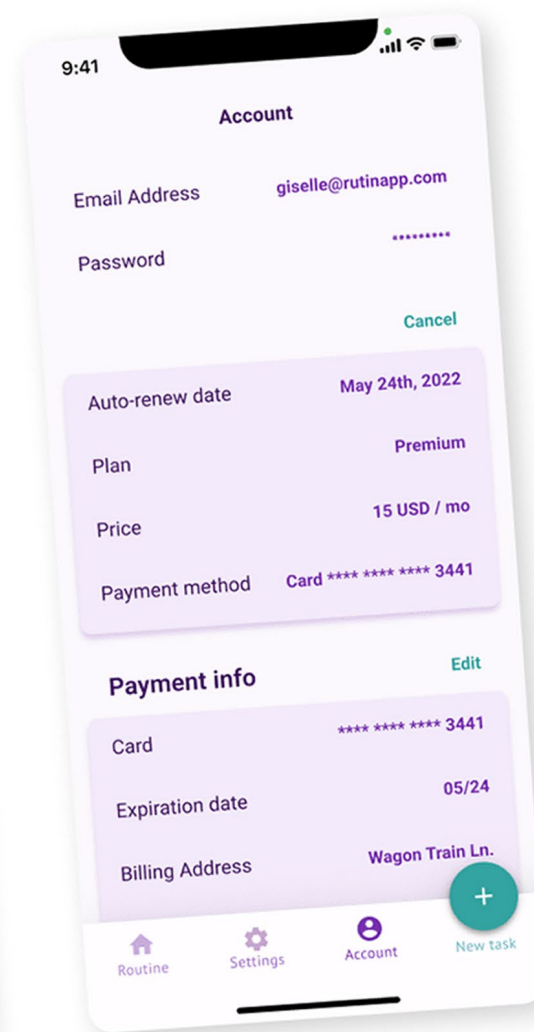 9:41
Account
Email Address giselle@rutinapp.com
Password *********
Cancel
Auto-renew date May 24th, 2022
Plan Premium
Price 15 USD / mo
Payment method Card **** **** **** 3441
Payment info Edit
Card **** **** **** 3441
Expiration date 05/24
Billing Address Wagon Train Ln.
+
Routine Settings Account New task